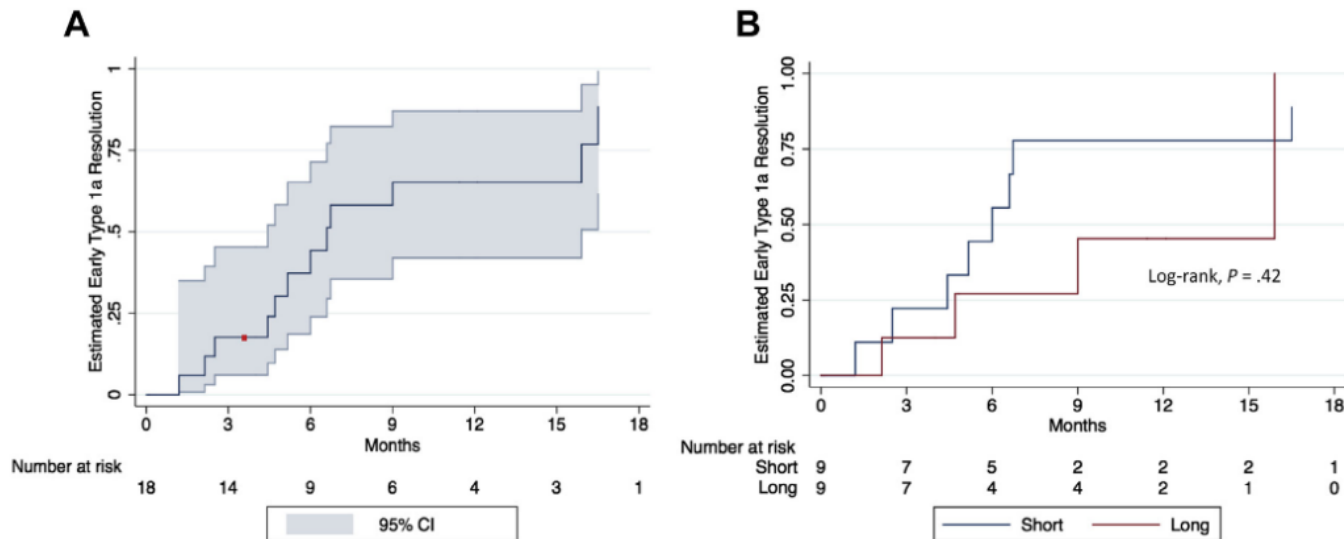 A
Estimated Early Type 1a Resolution
1
.75
.5
.25
0
0 3 6 9 12 15 18
Months
Number at risk
18 14 9 6 4 3 1
95% CI
B
Estimated Early Type 1a Resolution
1.00
0.75
0.50
0.25
0.00
Log-rank, P = .42
0 3 6 9 12 15 18
Months
Number at risk
Short 9 7 5 2 2 2 1
Long 9 7 4 4 2 1 0
Short Long